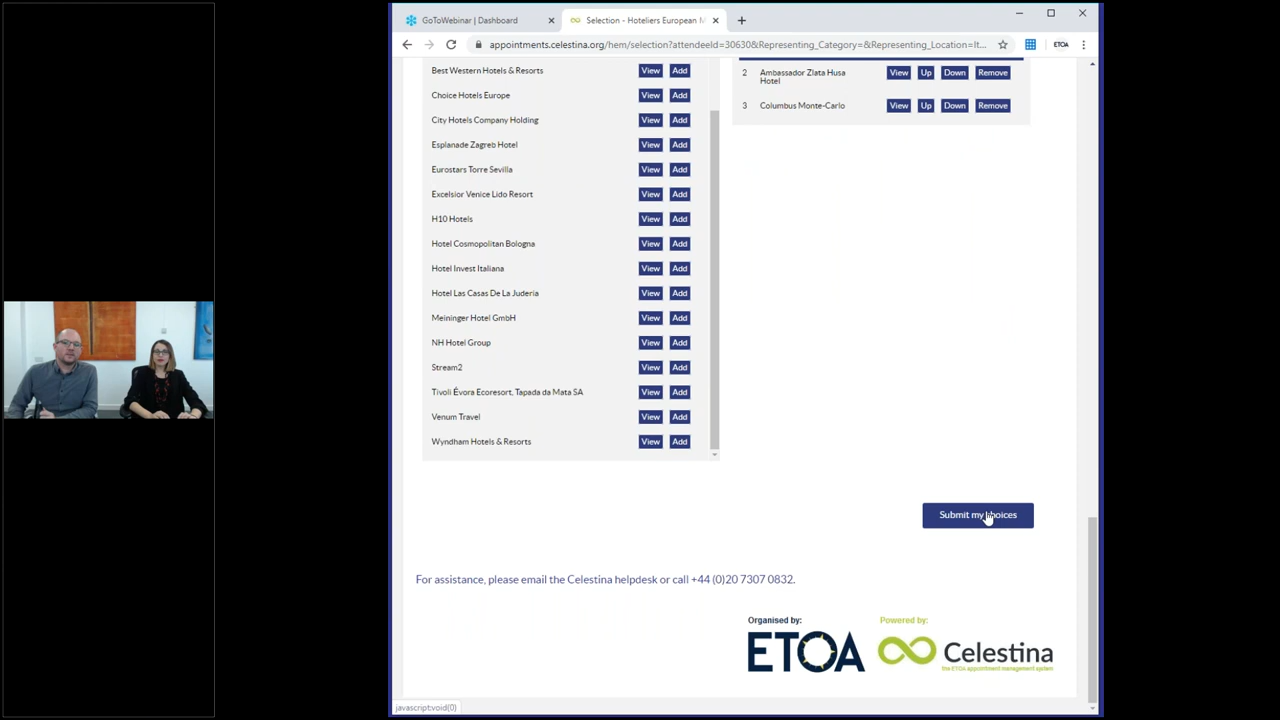 GoToWebinar | Dashboard
Selection - Hoteliers European M
appointments.celestina.org/hem/selection?attendeeId=30630&Representing_Category=&Representing_Location=It...
ETOA
Best Western Hotels & Resorts View Add
Choice Hotels Europe View Add
City Hotels Company Holding View Add
Esplanade Zagreb Hotel View Add
Eurostars Torre Sevilla View Add
Excelsior Venice Lido Resort View Add
H10 Hotels View Add
Hotel Cosmopolitan Bologna View Add
Hotel Invest Italiana View Add
Hotel Las Casas De La Juderia View Add
Meininger Hotel GmbH View Add
NH Hotel Group View Add
Stream2 View Add
Tivoli Évora Ecoresort, Tapada da Mata SA View Add
Venum Travel View Add
Wyndham Hotels & Resorts View Add
2 Ambassador Zlata Husa View Up Down Remove
Hotel
3 Columbus Monte-Carlo View Up Down Remove
Submit my choices
For assistance, please email the Celestina helpdesk or call +44 (0)20 7307 0832.
Organised by:
ETOA
Powered by:
Celestina
the ETOA appointment management system
javascript:void(0)